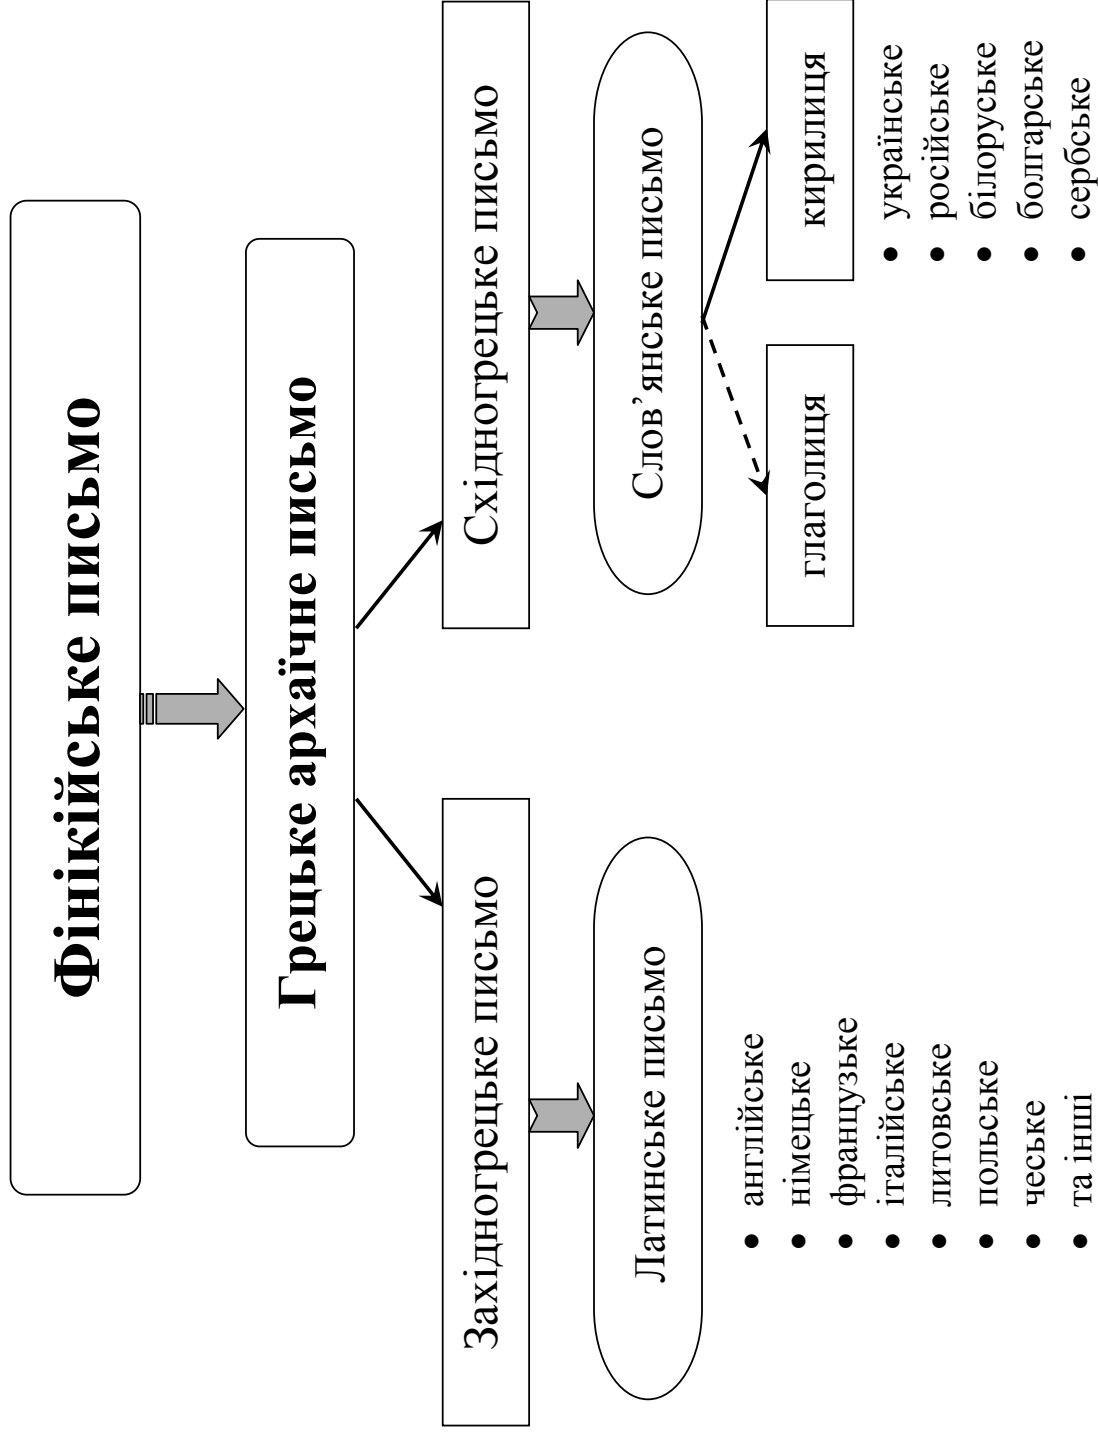 Фінікійське письмо
Грецьке архаїчне письмо
Західногрецьке письмо
Східногрецьке письмо
Латинське письмо
Слов’янське письмо
глаголиця
кирилиця
• англійське
• німецьке
• французьке
• італійське
• литовське
• польське
• чеське
• та інші
• українське
• російське
• білоруське
• болгарське
• сербське